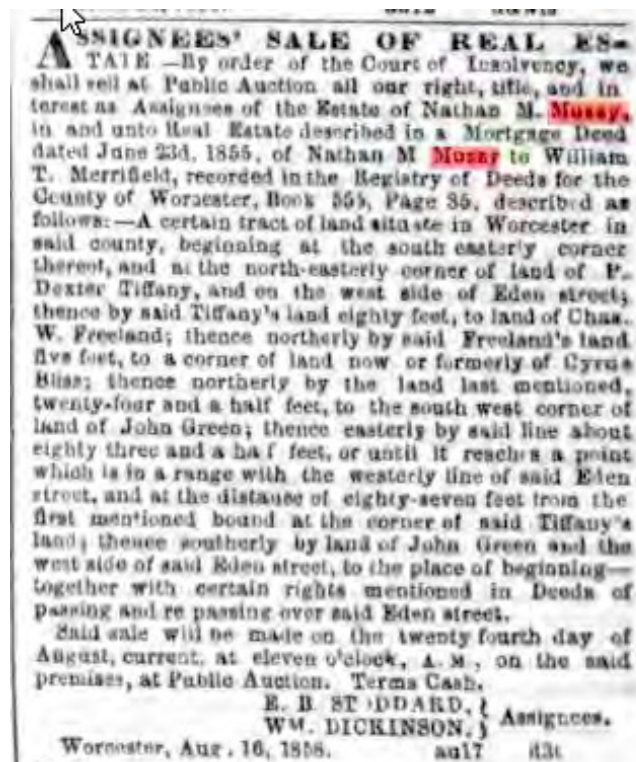 ASSIGNEES' SALE OF REAL ES-
TATE —By order of the Court of Insolvency, we
shall sell at Public Auction all our right, title, and in
terest as Assignees of the Estate of Nathan M. Mussy,
in and unto Real Estate described in a Mortgage Deed
dated June 23d, 1855, of Nathan M Mussy to William
T. Merrifield, recorded in the Registry of Deeds for the
County of Worcester, Book 555, Page 35, described as
follows:—A certain tract of land situate in Worcester in
said county, beginning at the south easterly corner
thereof, and at the north-easterly corner of land of P.
Dexter Tiffany, and on the west side of Eden street;
thence by said Tiffany's land eighty feet, to land of Chas.
W. Freeland; thence northerly by said Freeland's land
five feet, to a corner of land now or formerly of Cyrus
Bliss; thence northerly by the land last mentioned,
twenty-four and a half feet, to the south west corner of
land of John Green; thence easterly by said line about
eighty three and a ha f feet, or until it reaches a point
which is in a range with the westerly line of said Eden
street, and at the distance of eighty-seven feet from the
first mentioned bound at the corner of said Tiffany's
land; thence southerly by land of John Green and the
west side of said Eden street, to the place of beginning—
together with certain rights mentioned in Deeds of
passing and re passing over said Eden street.
Said sale will be made on the twenty fourth day of
August, current, at eleven o'clock, A. M., on the said
premises, at Public Auction. Terms Cash.
E. B. ST DDARD, } Assignees.
WM. DICKINSON, }
Worcester, Aug. 16, 1858. au17 d3t